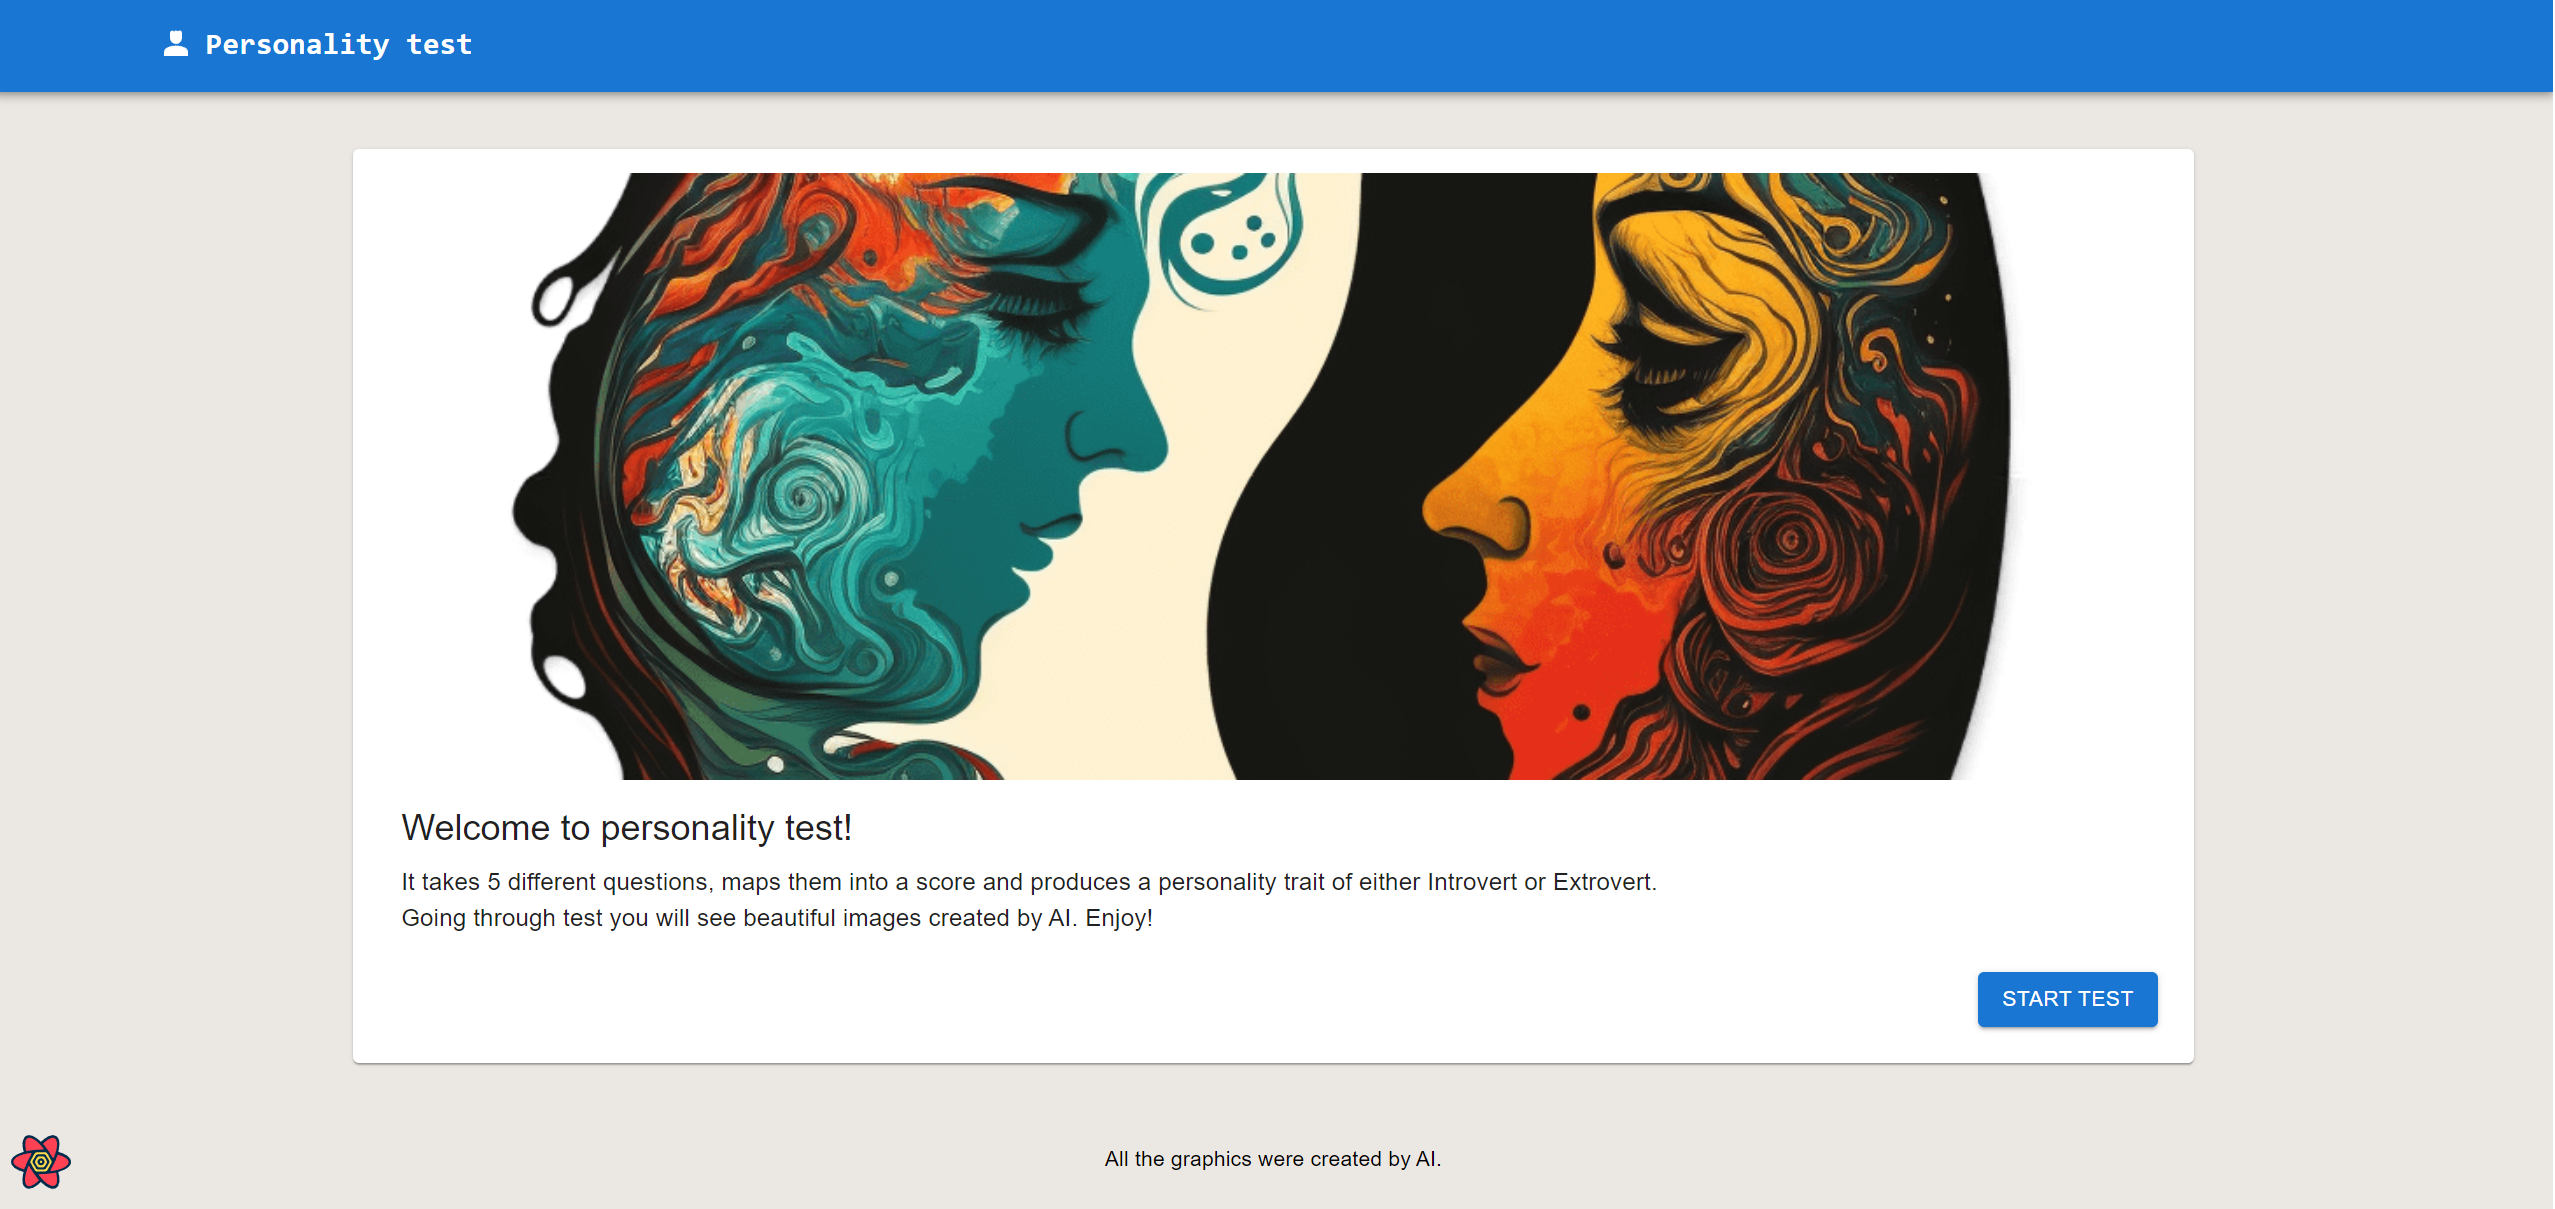 Personality test
Welcome to personality test!
It takes 5 different questions, maps them into a score and produces a personality trait of either Introvert or Extrovert.
Going through test you will see beautiful images created by AI. Enjoy!
START TEST
All the graphics were created by AI.